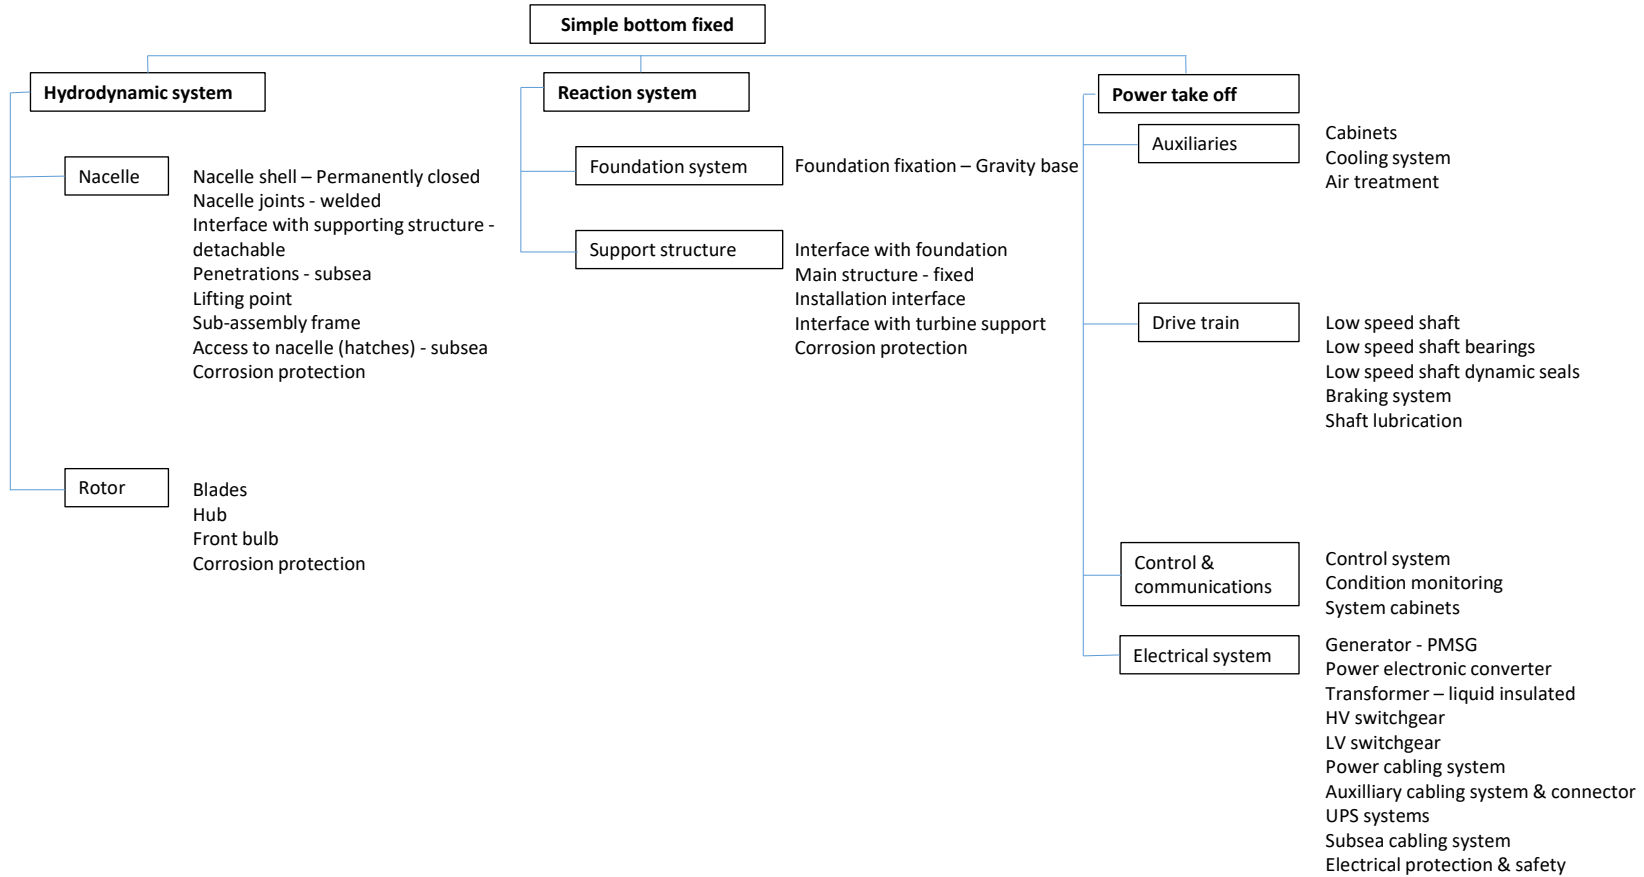 Simple bottom fixed
Hydrodynamic system
Nacelle
Nacelle shell – Permanently closed
Nacelle joints - welded
Interface with supporting structure -
detachable
Penetrations - subsea
Lifting point
Sub-assembly frame
Access to nacelle (hatches) - subsea
Corrosion protection
Rotor
Blades
Hub
Front bulb
Corrosion protection
Reaction system
Foundation system
Foundation fixation – Gravity base
Support structure
Interface with foundation
Main structure - fixed
Installation interface
Interface with turbine support
Corrosion protection
Power take off
Auxiliaries
Cabinets
Cooling system
Air treatment
Drive train
Low speed shaft
Low speed shaft bearings
Low speed shaft dynamic seals
Braking system
Shaft lubrication
Control &
communications
Control system
Condition monitoring
System cabinets
Electrical system
Generator - PMSG
Power electronic converter
Transformer – liquid insulated
HV switchgear
LV switchgear
Power cabling system
Auxilliary cabling system & connector
UPS systems
Subsea cabling system
Electrical protection & safety